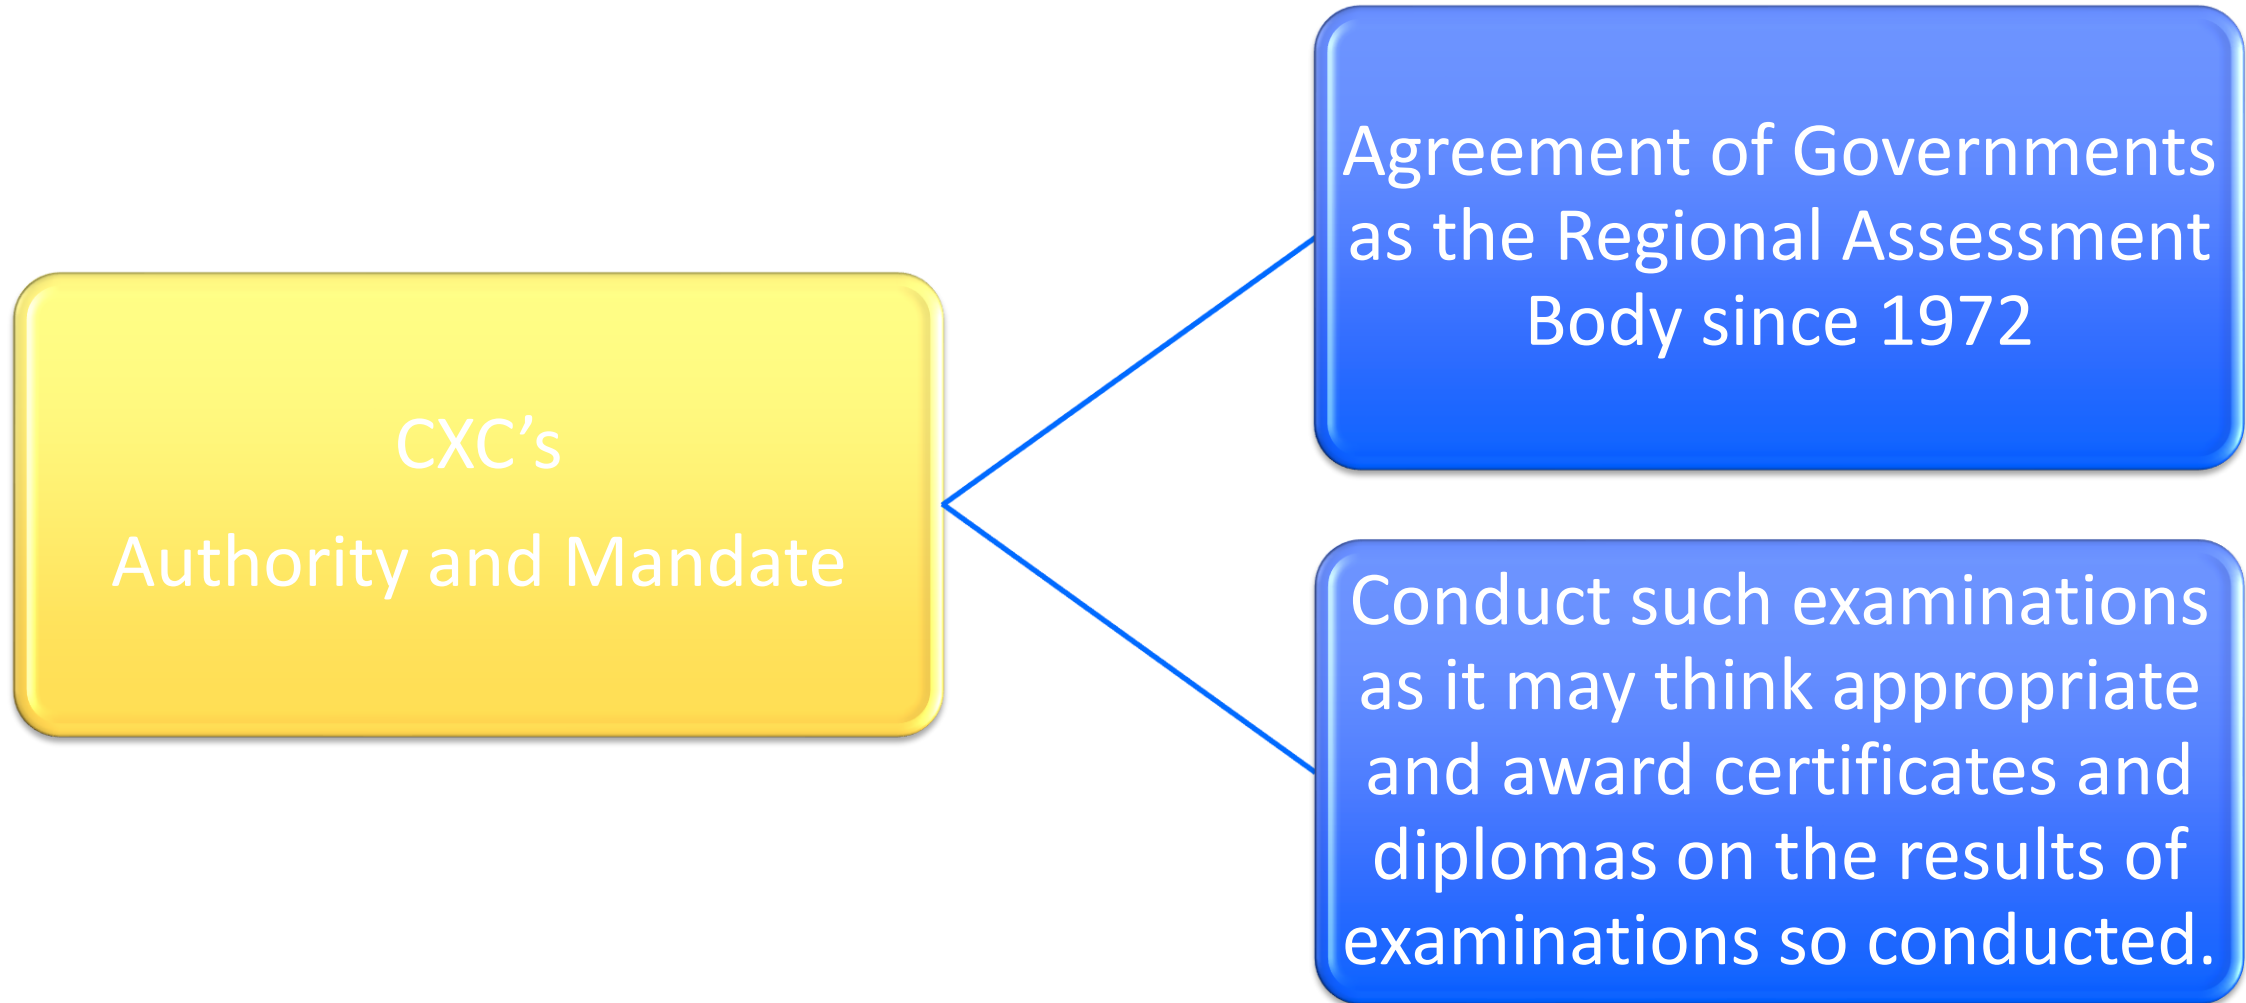 CXC’s
Authority and Mandate
Agreement of Governments
as the Regional Assessment
Body since 1972
Conduct such examinations
as it may think appropriate
and award certificates and
diplomas on the results of
examinations so conducted.